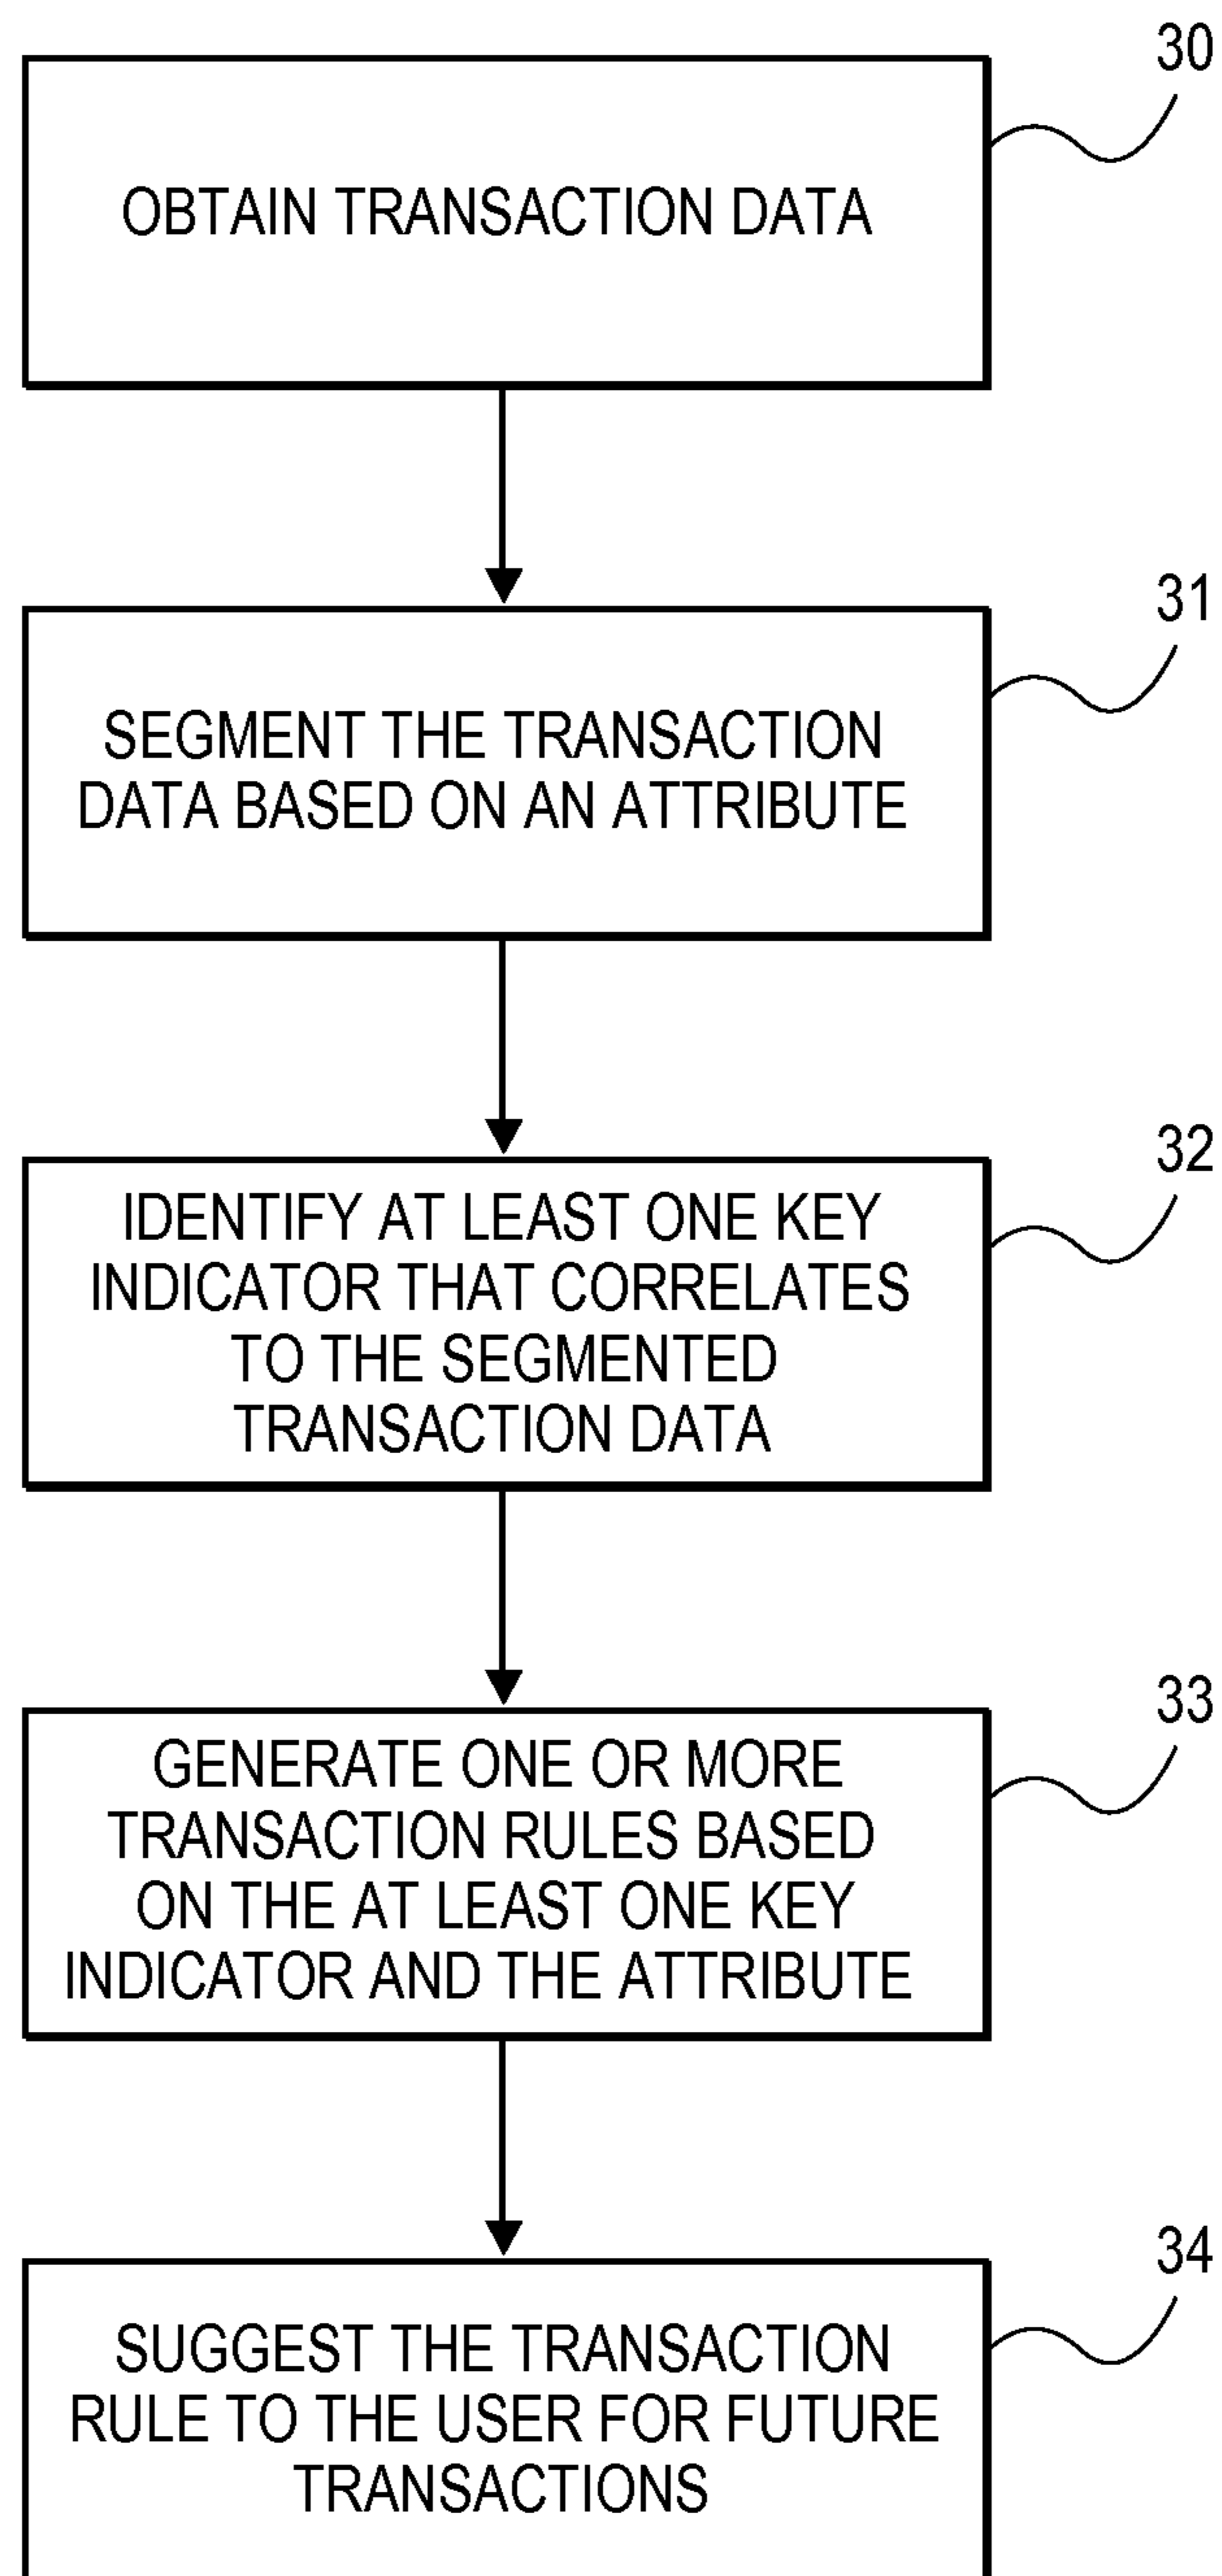 30
OBTAIN TRANSACTION DATA
31
SEGMENT THE TRANSACTION
DATA BASED ON AN ATTRIBUTE
32
IDENTIFY AT LEAST ONE KEY
INDICATOR THAT CORRELATES
TO THE SEGMENTED
TRANSACTION DATA
33
GENERATE ONE OR MORE
TRANSACTION RULES BASED
ON THE AT LEAST ONE KEY
INDICATOR AND THE ATTRIBUTE
34
SUGGEST THE TRANSACTION
RULE TO THE USER FOR FUTURE
TRANSACTIONS